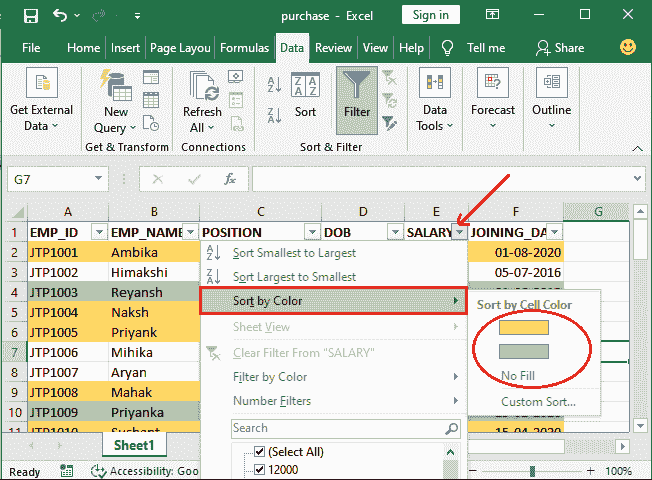 purchase - Excel
Sign in
File Home Insert Page Layou Formulas Data Review View Help Tell me Share
Get External Data
New Query
Refresh All
Sort
Filter
Data Tools
Forecast
Outline
Get & Transform Connections Sort & Filter
G7
fx
A B C D E F G
1 EMP_ID EMP_NAME POSITION DOB SALARY JOINING_DA
2 JTP1001 Ambika 01-08-2020
3 JTP1002 Himakshi 05-07-2016
4 JTP1003 Reyansh
5 JTP1004 Naksh
6 JTP1005 Priyank
7 JTP1006 Mihika
8 JTP1007 Aryan
9 JTP1008 Mahak
10 JTP1009 Priyanka
11
Sort Smallest to Largest
Sort Largest to Smallest
Sort by Color
Sheet View
Clear Filter From "SALARY"
Filter by Color
Number Filters
Search
(Select All)
12000
Sort by Cell Color
No Fill
Custom Sort...
Sheet1
Ready
Accessibility: Goo
100%